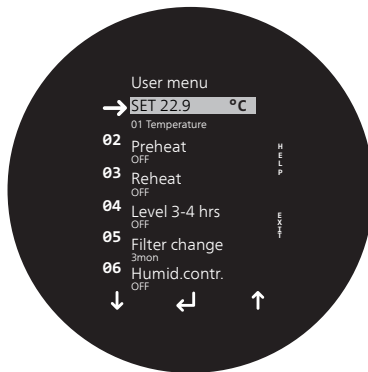 User menu
→ SET 22.9 °C
01 Temperature
02 Preheat
OFF
03 Reheat
OFF
04 Level 3-4 hrs
OFF
05 Filter change
3mon
06 Humid.contr.
OFF
HELP
EXIT
↓ ↵ ↑